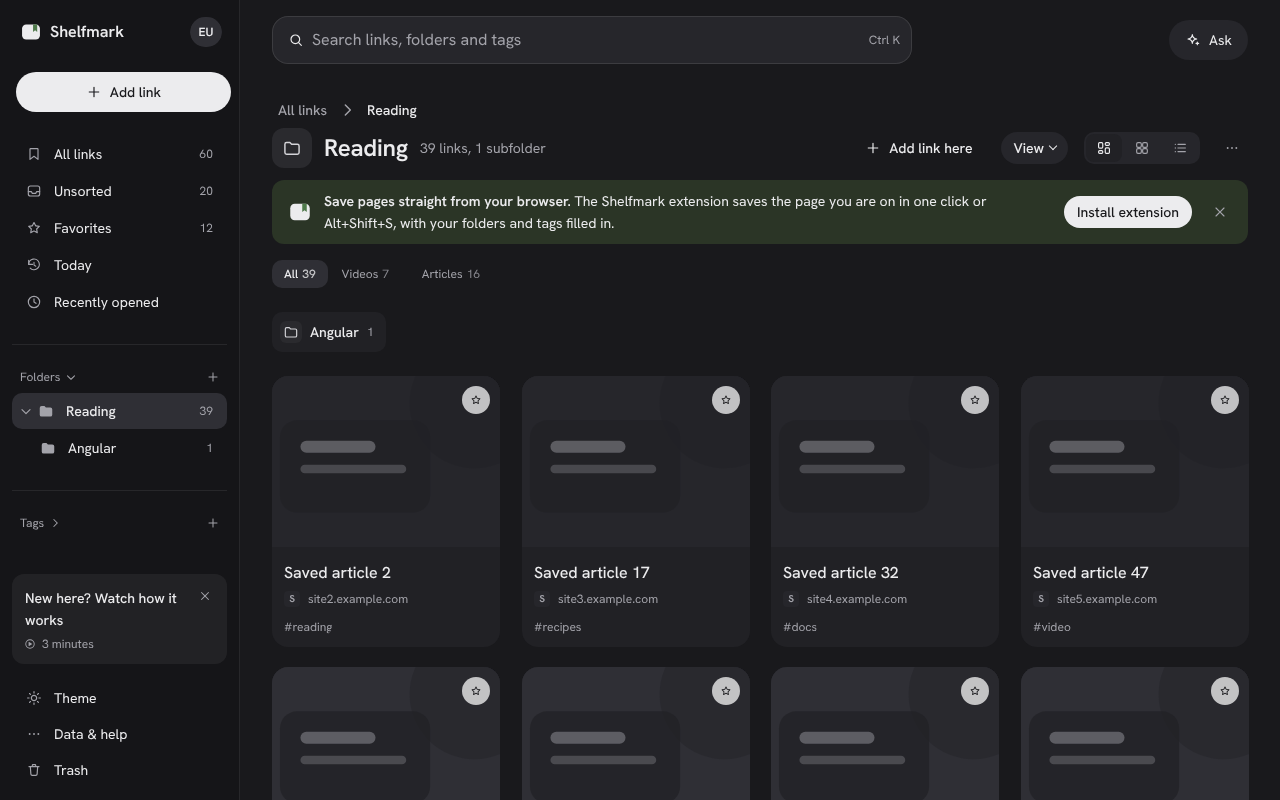 Shelfmark
EU
Add link
All links 60
Unsorted 20
Favorites 12
Today
Recently opened
Folders
Reading 39
Angular 1
Tags
New here? Watch how it
works
3 minutes
Theme
Data & help
Trash
Search links, folders and tags Ctrl K
Ask
All links Reading
Reading 39 links, 1 subfolder
Add link here
View
Save pages straight from your browser. The Shelfmark extension saves the page you are on in one click or
Alt+Shift+S, with your folders and tags filled in.
Install extension
All 39 Videos 7 Articles 16
Angular 1
Saved article 2
S site2.example.com
#reading
Saved article 17
S site3.example.com
#recipes
Saved article 32
S site4.example.com
#docs
Saved article 47
S site5.example.com
#video